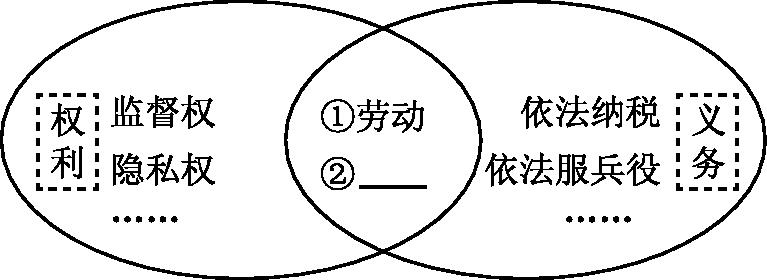 权利
监督权
隐私权
……
①劳动
②____
依法纳税
依法服兵役
……
义务